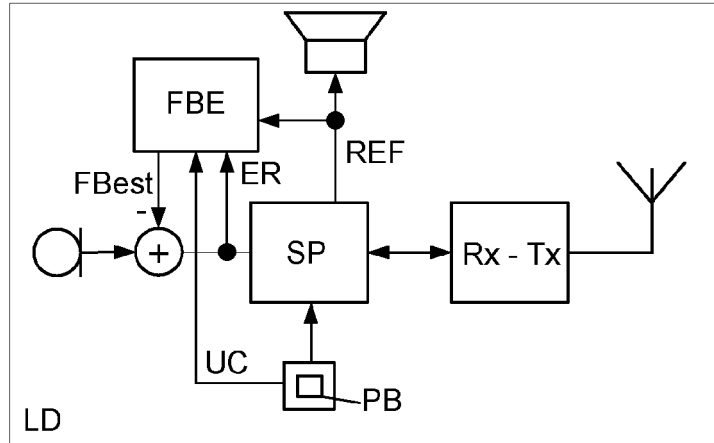 FBE
REF
ER
FBest
-
+
SP
Rx - Tx
UC
PB
LD